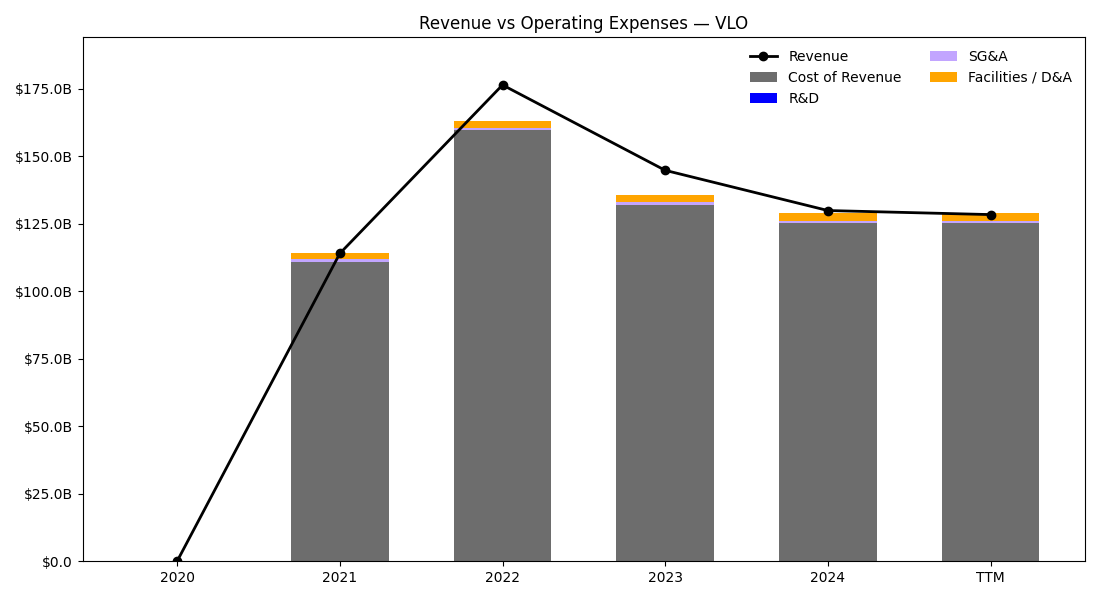 Revenue vs Operating Expenses — VLO
Revenue
Cost of Revenue
R&D
SG&A
Facilities / D&A
$175.0B
$150.0B
$125.0B
$100.0B
$75.0B
$50.0B
$25.0B
$0.0
2020 2021 2022 2023 2024 TTM